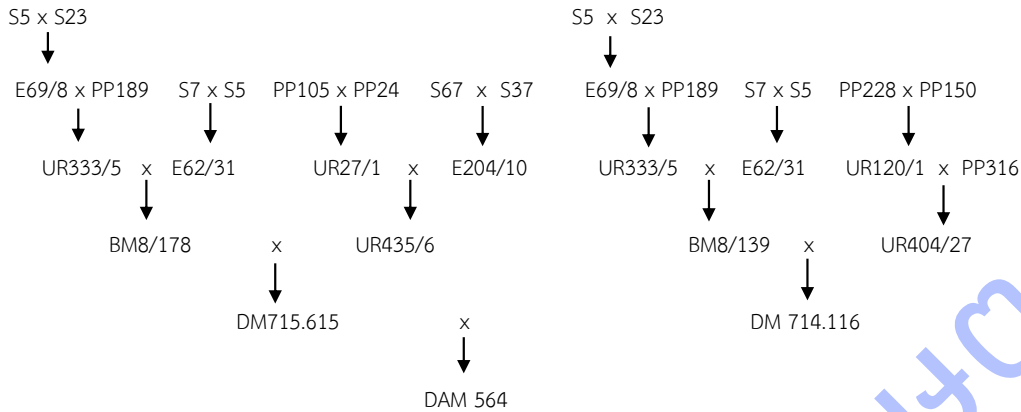 S5 x S23 S5 x S23
E69/8 x PP189 S7 x S5 PP105 x PP24 S67 x S37 E69/8 x PP189 S7 x S5 PP228 x PP150
UR333/5 x E62/31 UR27/1 x E204/10 UR333/5 x E62/31 UR120/1 x PP316
BM8/178 x UR435/6 BM8/139 x UR404/27
DM715.615 x DM 714.116
DAM 564